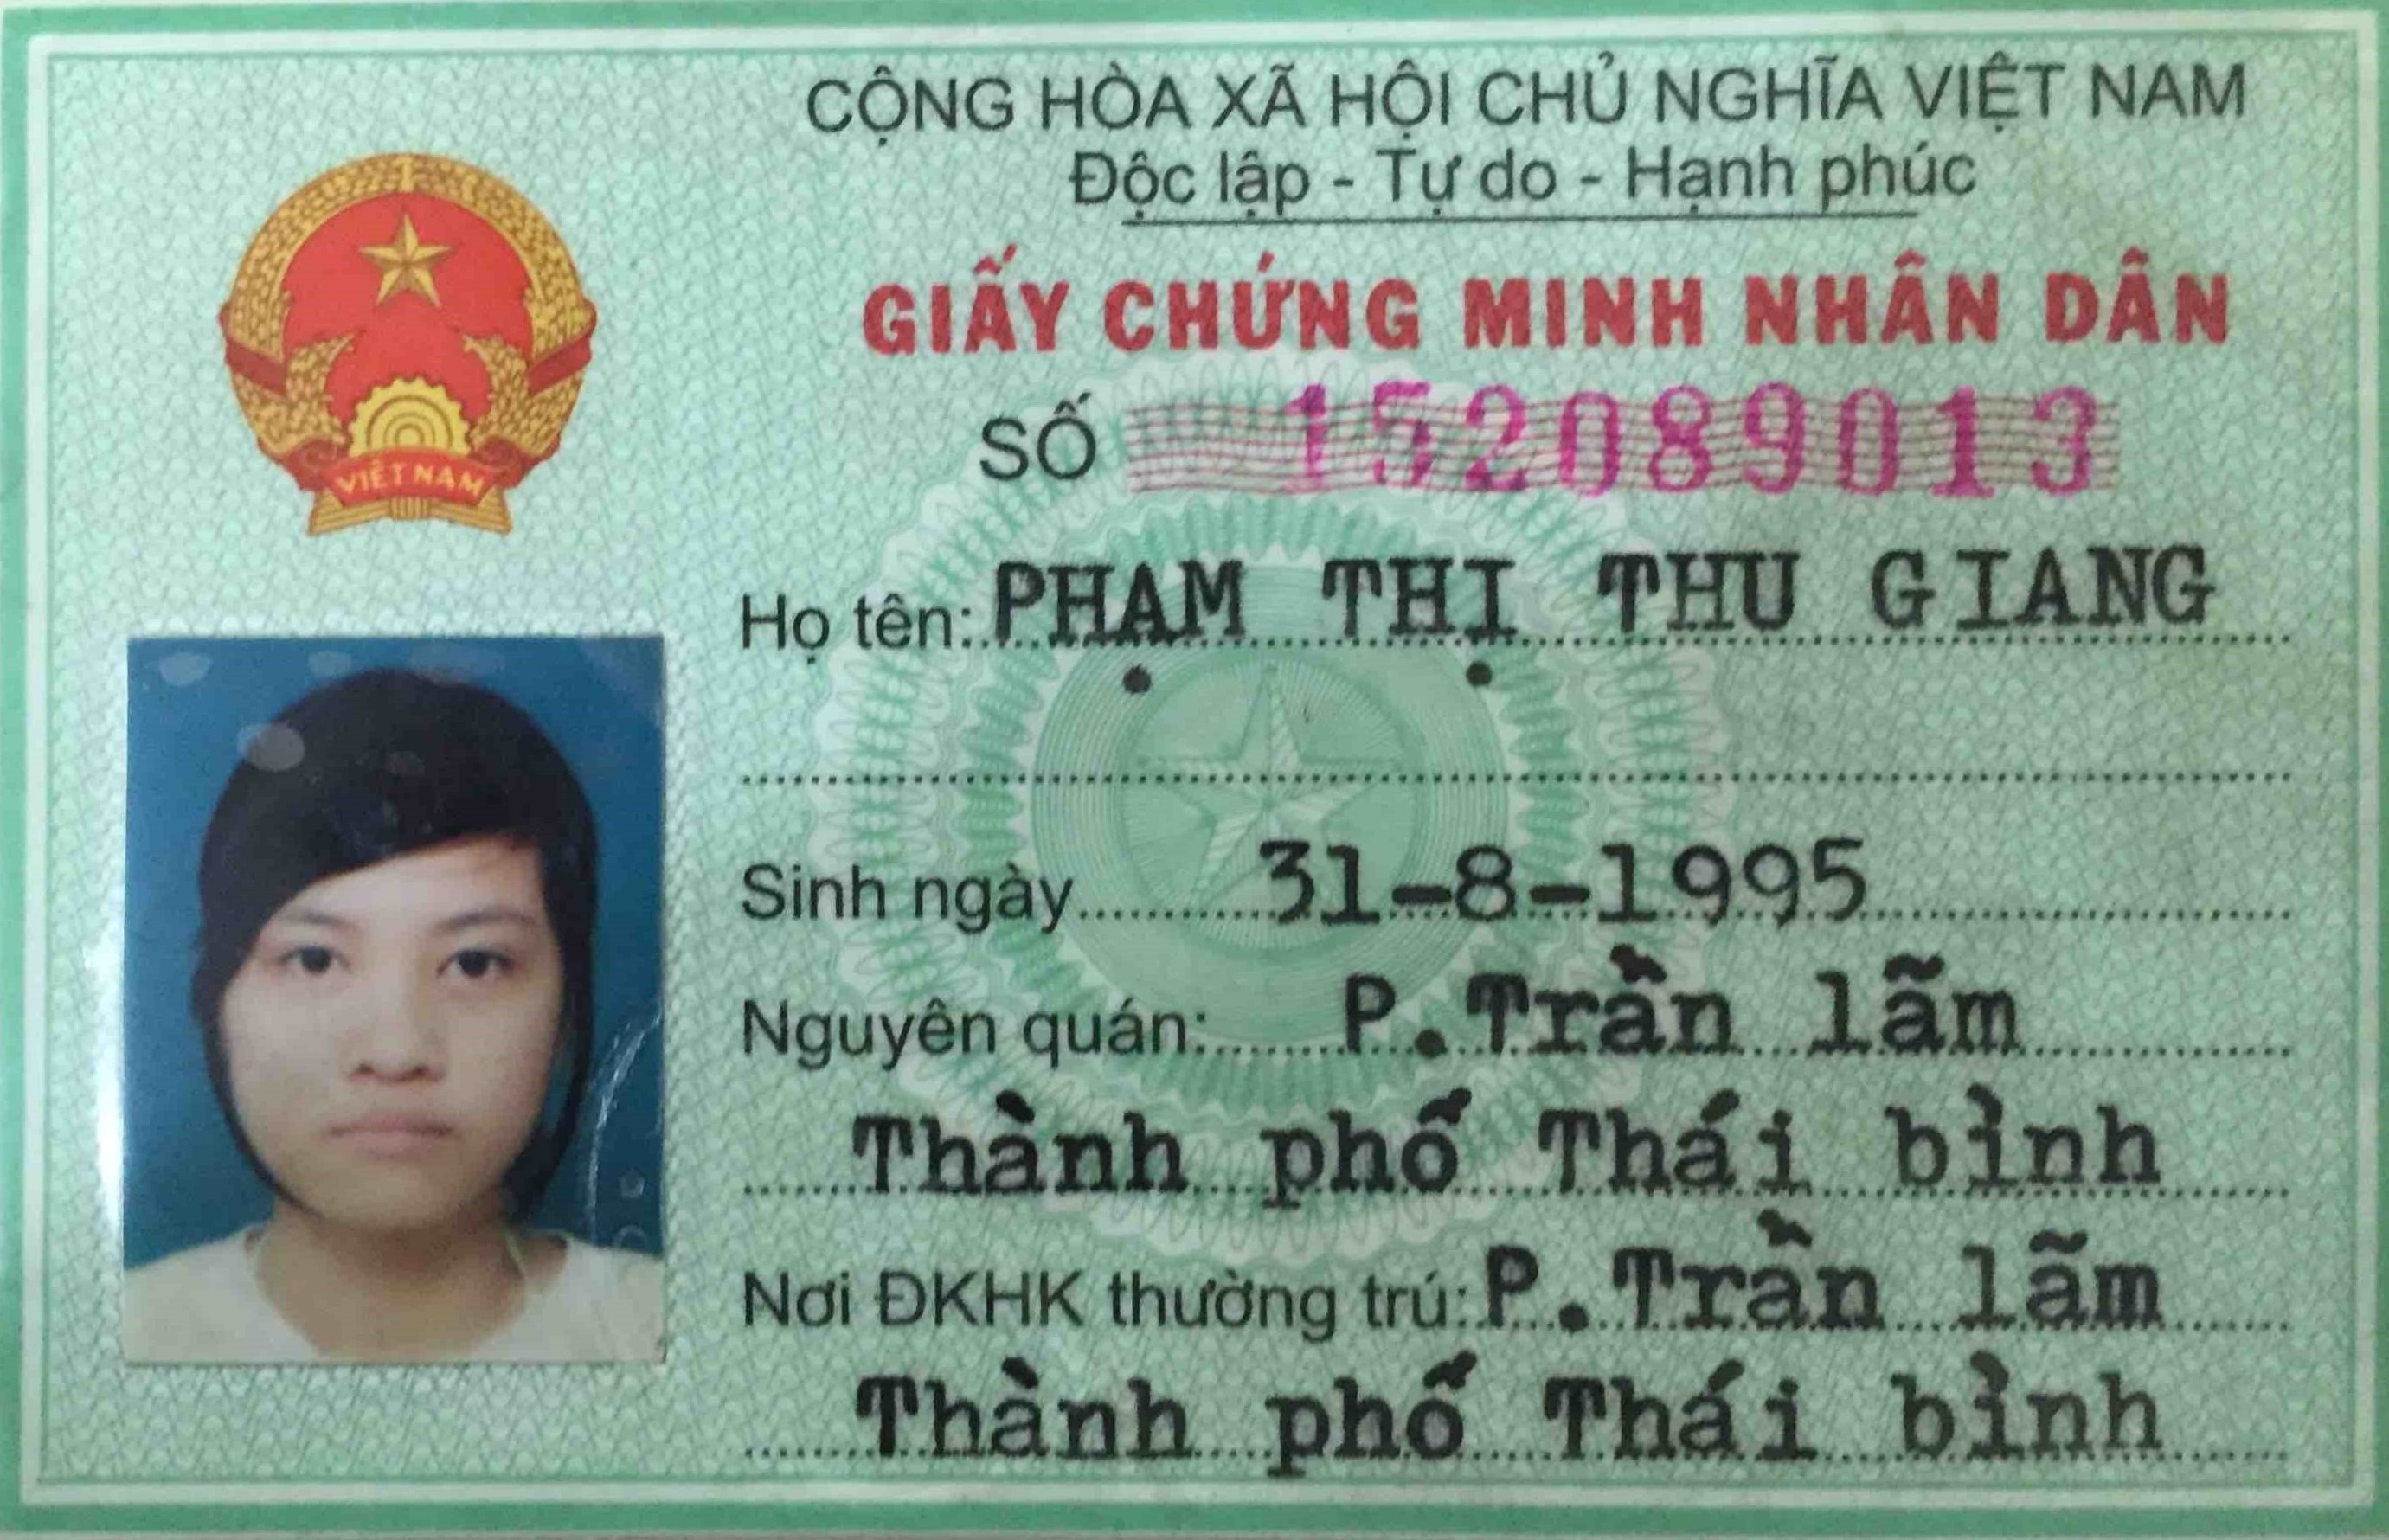 CỘNG HÒA XÃ HỘI CHỦ NGHĨA VIỆT NAM
Độc lập - Tự do - Hạnh phúc
GIẤY CHỨNG MINH NHÂN DÂN
SỐ 152089013
VIỆT NAM
Họ tên: PHẠM THỊ THU GIANG
Sinh ngày 31-8-1995
Nguyên quán: P.Trần lãm
Thành phố Thái bình
Nơi ĐKHK thường trú: P.Trần lãm
Thành phố Thái bình